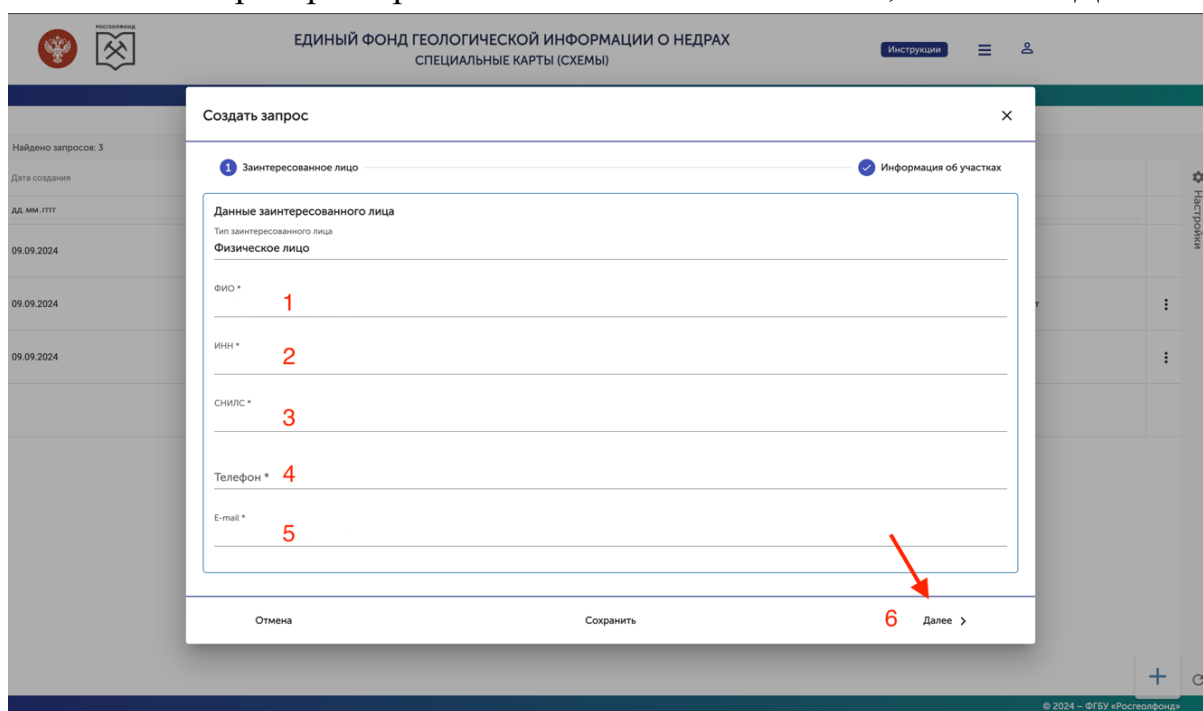 РОСГЕОЛФОНД
ЕДИНЫЙ ФОНД ГЕОЛОГИЧЕСКОЙ ИНФОРМАЦИИ О НЕДРАХ
СПЕЦИАЛЬНЫЕ КАРТЫ (СХЕМЫ)
Инструкции
Создать запрос
Найдено запросов: 3
1 Заинтересованное лицо
Информация об участках
Дата создания
Настройки
дд.мм.гггг
Данные заинтересованного лица
Тип заинтересованного лица
Физическое лицо
09.09.2024
ФИО *
1
09.09.2024
ИНН *
2
09.09.2024
СНИЛС *
3
Телефон * 4
E-mail *
5
Отмена
Сохранить
6 Далее >
© 2024 – ФГБУ «Росгеолфонд»